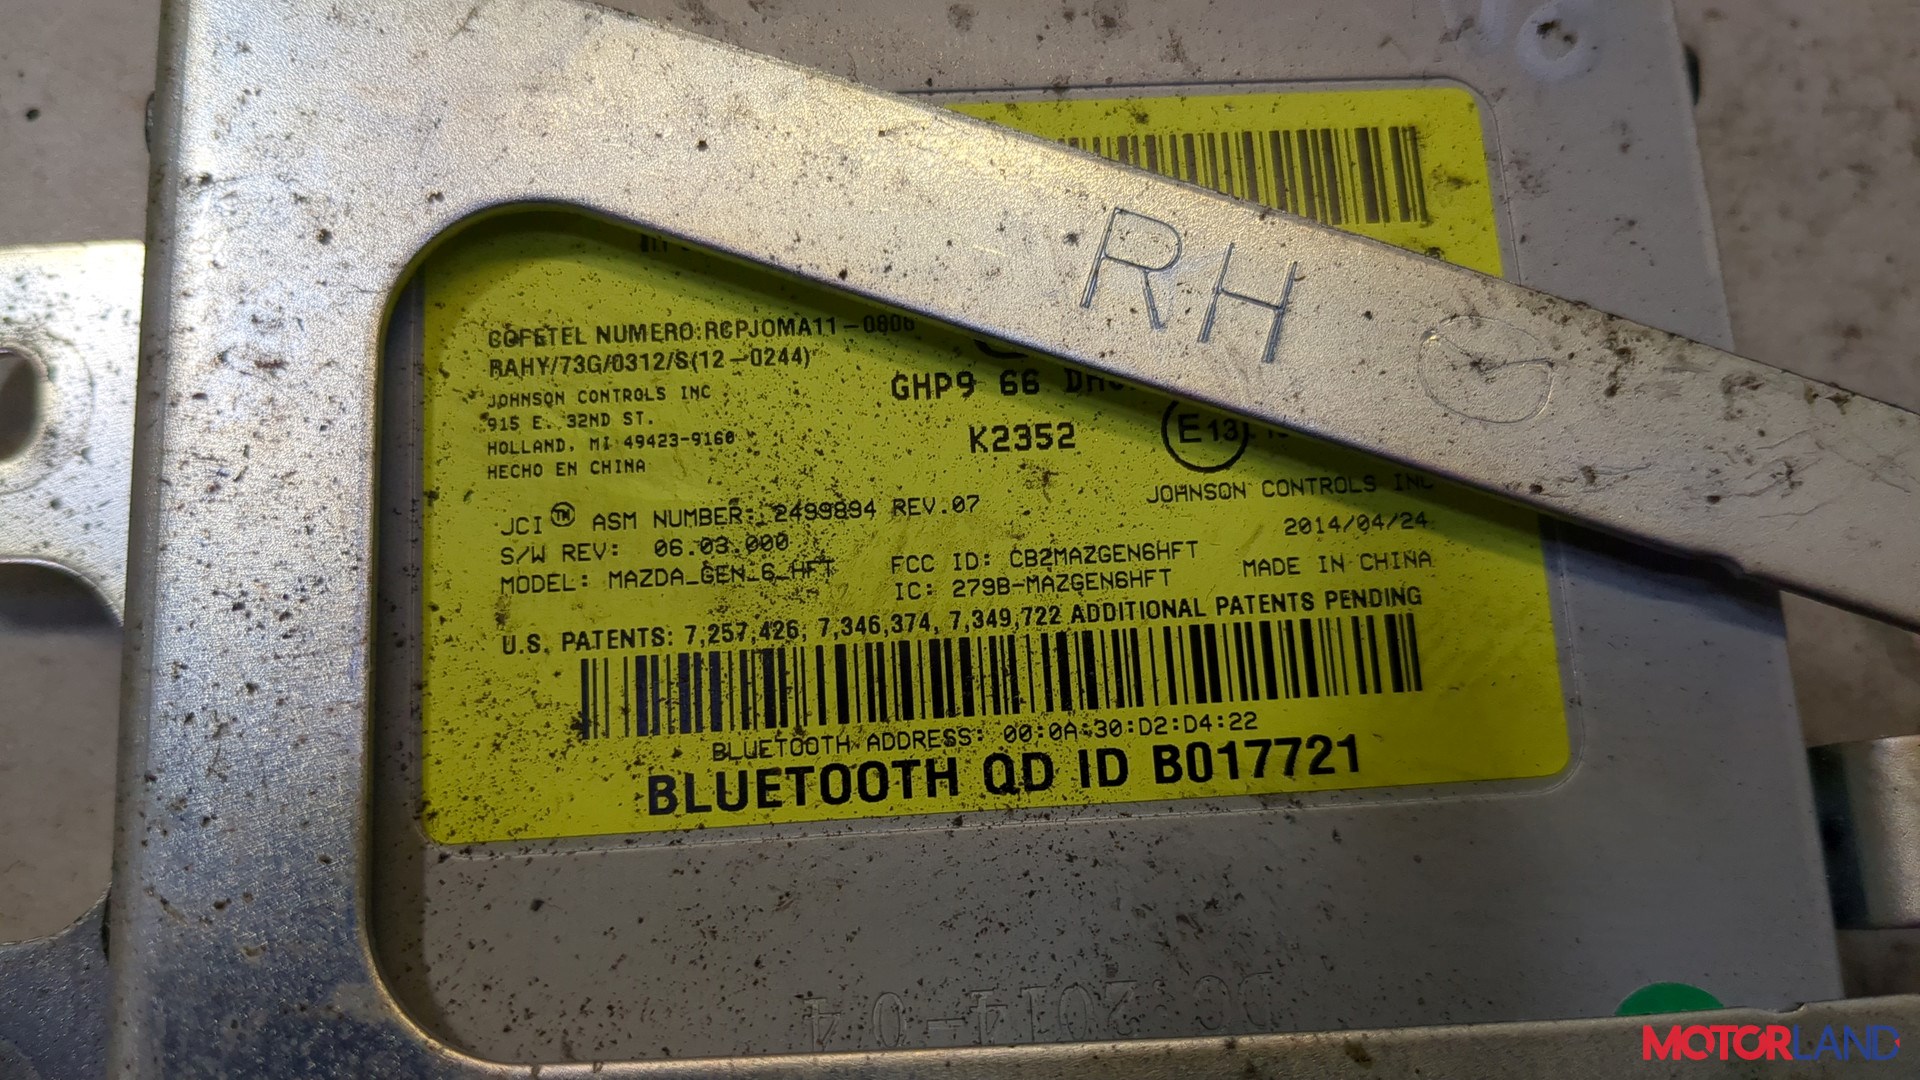 RH
G
COFETEL NUMERO:RCPJOMA11-0806
RAHY/73G/0312/S(12-0244)
JOHNSON CONTROLS INC
915 E. 32ND ST.
HOLLAND, MI 49423-9160
HECHO EN CHINA
GHP9 66
K2352
E13
JOHNSON CONTROLS INC
2014/04/24
MADE IN CHINA
JCI™ ASM NUMBER: 2499894 REV.07
S/W REV: 06.03.000
MODEL: MAZDA_GEN_6_HFT
FCC ID: CB2MAZGEN6HFT
IC: 279B-MAZGEN6HFT
U.S. PATENTS: 7,257,426, 7,346,374, 7,349,722 ADDITIONAL PATENTS PENDING
BLUETOOTH ADDRESS: 00:0A:30:D2:D4:22
BLUETOOTH QD ID B017721
DC:2014-04
MOTORLAND